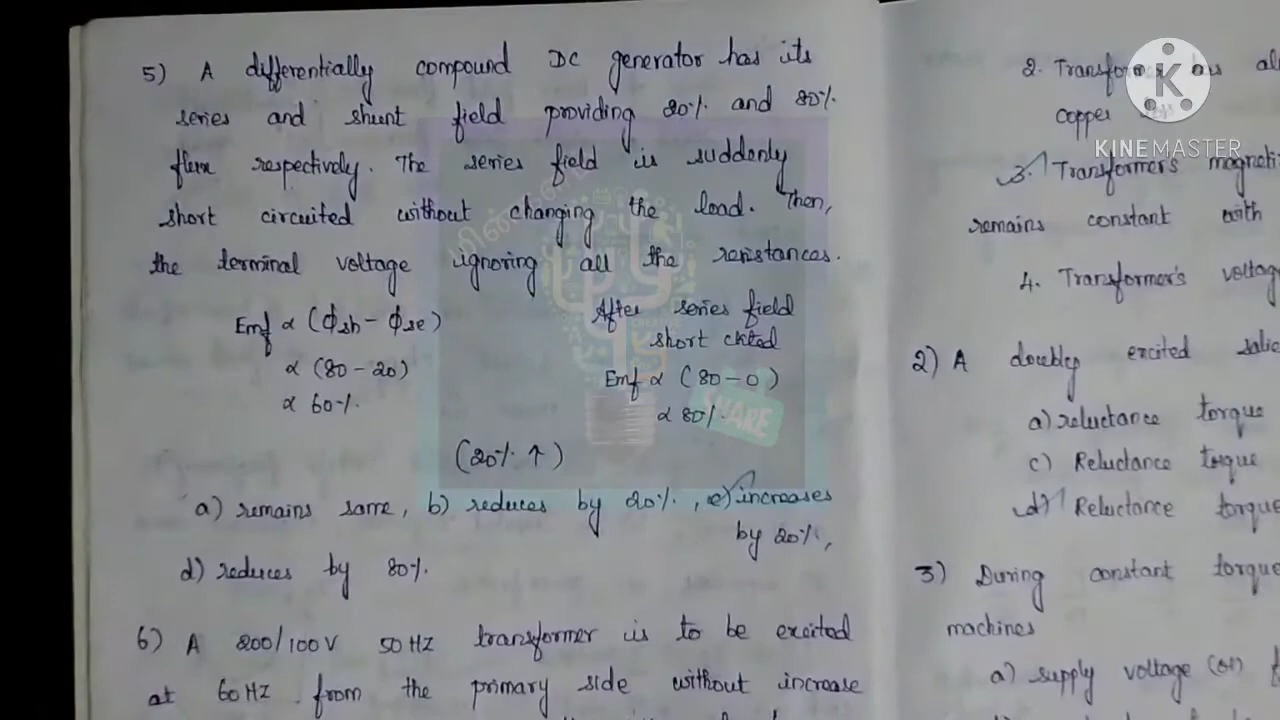 5) A differentially compound DC generator has its
series and shunt field providing 20% and 80%
flux respectively. The series field is suddenly
short circuited without changing the load. Then,
the terminal voltage ignoring all the resistances.
Emf ∝ (ϕsh - ϕse)
∝ (80 - 20)
∝ 60%.
After series field
short ckted
Emf ∝ (80 - 0)
∝ 80%.
(20% ↑)
a) remains same, b) reduces by 20%, c) increases
by 20%,
d) reduces by 80%.
6) A 200/100V 50HZ transformer is to be excited
at 60HZ from the primary side without increase
2. Transformer has
copper
3. Transformer's
remains constant with
4. Transformer's
2) A doubly excited
a) reluctance torque
c) Reluctance torque
d) Reluctance torque
3) During constant torque
machines
a) supply voltage (or)
K
KINEMASTER
SHARE